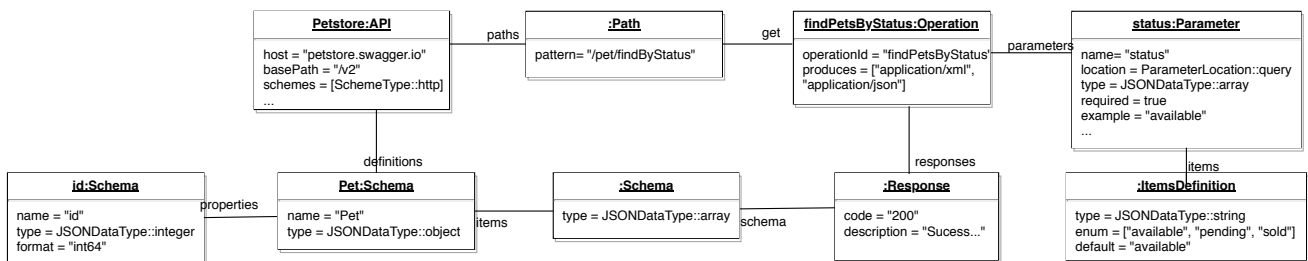 Petstore:API
host = "petstore.swagger.io"
basePath = "/v2"
schemes = [SchemeType::http]
...
paths
:Path
pattern= "/pet/findByStatus"
get
findPetsByStatus:Operation
operationId = "findPetsByStatus"
produces = ["application/xml",
"application/json"]
parameters
status:Parameter
name= "status"
location = ParameterLocation::query
type = JSONDataType::array
required = true
example = "available"
...
definitions
responses
items
id:Schema
name = "id"
type = JSONDataType::integer
format = "int64"
properties
Pet:Schema
name = "Pet"
type = JSONDataType::object
items
:Schema
type = JSONDataType::array
schema
:Response
code = "200"
description = "Sucess..."
:ItemsDefinition
type = JSONDataType::string
enum = ["available", "pending", "sold"]
default = "available"